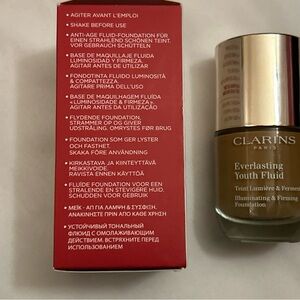 • AGITER AVANT L'EMPLOI
• SHAKE BEFORE USE
• ANTI-AGE FLUID-FOUNDATION FÜR
EINEN STRAHLEND SCHÖNEN TEINT.
VOR GEBRAUCH SCHÜTTELN
• BASE DE MAQUILLAJE FLUIDA
LUMINOSIDAD Y FIRMEZA.
AGITAR ANTES DE UTILIZAR
• FONDOTINTA FLUIDO LUMINOSITÀ
& COMPATTEZZA.
AGITARE PRIMA DELL'USO
• BASE DE MAQUILHAGEM FLUÍDA
«LUMINOSIDADE & FIRMEZA»
AGITAR ANTES DA UTILIZAÇÃO
• FLYDENDE FOUNDATION.
STRAMMER OP OG GIVER
UDSTRÅLING. OMRYSTES FØR BRUG
• FOUNDATION SOM GER LYSTER
OCH FASTHET.
SKAKA FÖRE ANVÄNDNING
• KIRKASTAVA JA KIINTEYTTÄVÄ
MEIKKIVOIDE.
RAVISTA ENNEN KÄYTTÖÄ
• FLUÏDE FOUNDATION VOOR EEN
STRALENDE EN STEVIGERE HUID.
SCHUDDEN VOOR GEBRUIK
• ΜΕΪΚ - ΑΠ ΓΙΑ ΛΑΜΨΗ & ΣΥΣΦΙΞΗ.
ΑΝΑΚΙΝΗΣΤΕ ΠΡΙΝ ΑΠΟ ΚΑΘΕ ΧΡΗΣΗ
• УСТОЙЧИВЫЙ ТОНАЛЬНЫЙ
ФЛЮИД С ОМОЛАЖИВАЮЩИМ
ДЕЙСТВИЕМ. ВСТРЯХНИТЕ ПЕРЕД
ИСПОЛЬЗОВАНИЕМ
CLARINS
PARIS
Everlasting
Youth Fluid
Teint Lumière & Fermeté
Illuminating & Firming
Foundation